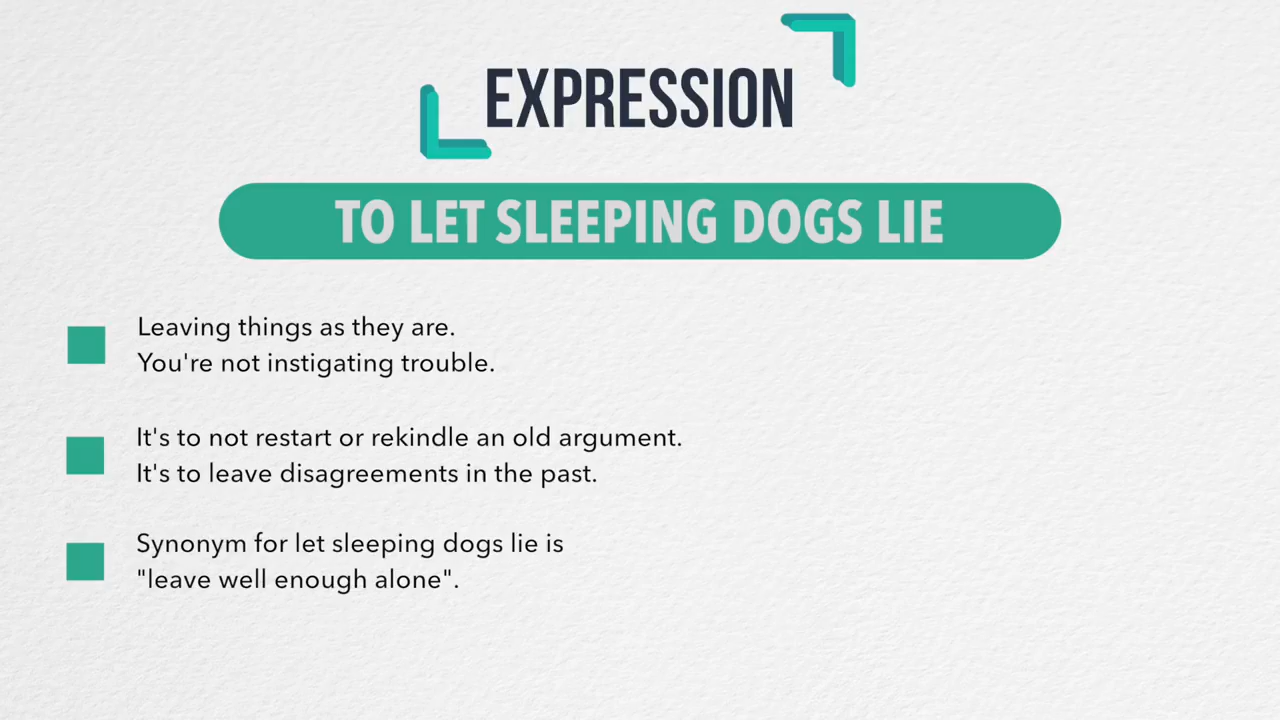 EXPRESSION
TO LET SLEEPING DOGS LIE
Leaving things as they are.
You're not instigating trouble.
It's to not restart or rekindle an old argument.
It's to leave disagreements in the past.
Synonym for let sleeping dogs lie is
"leave well enough alone".